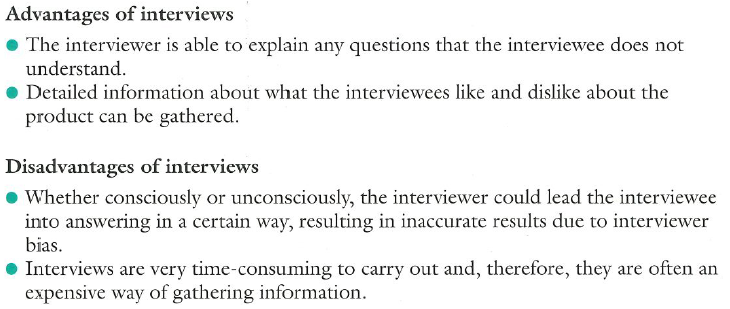 Advantages of interviews
● The interviewer is able to explain any questions that the interviewee does not
understand.
● Detailed information about what the interviewees like and dislike about the
product can be gathered.
Disadvantages of interviews
● Whether consciously or unconsciously, the interviewer could lead the interviewee
into answering in a certain way, resulting in inaccurate results due to interviewer
bias.
● Interviews are very time-consuming to carry out and, therefore, they are often an
expensive way of gathering information.